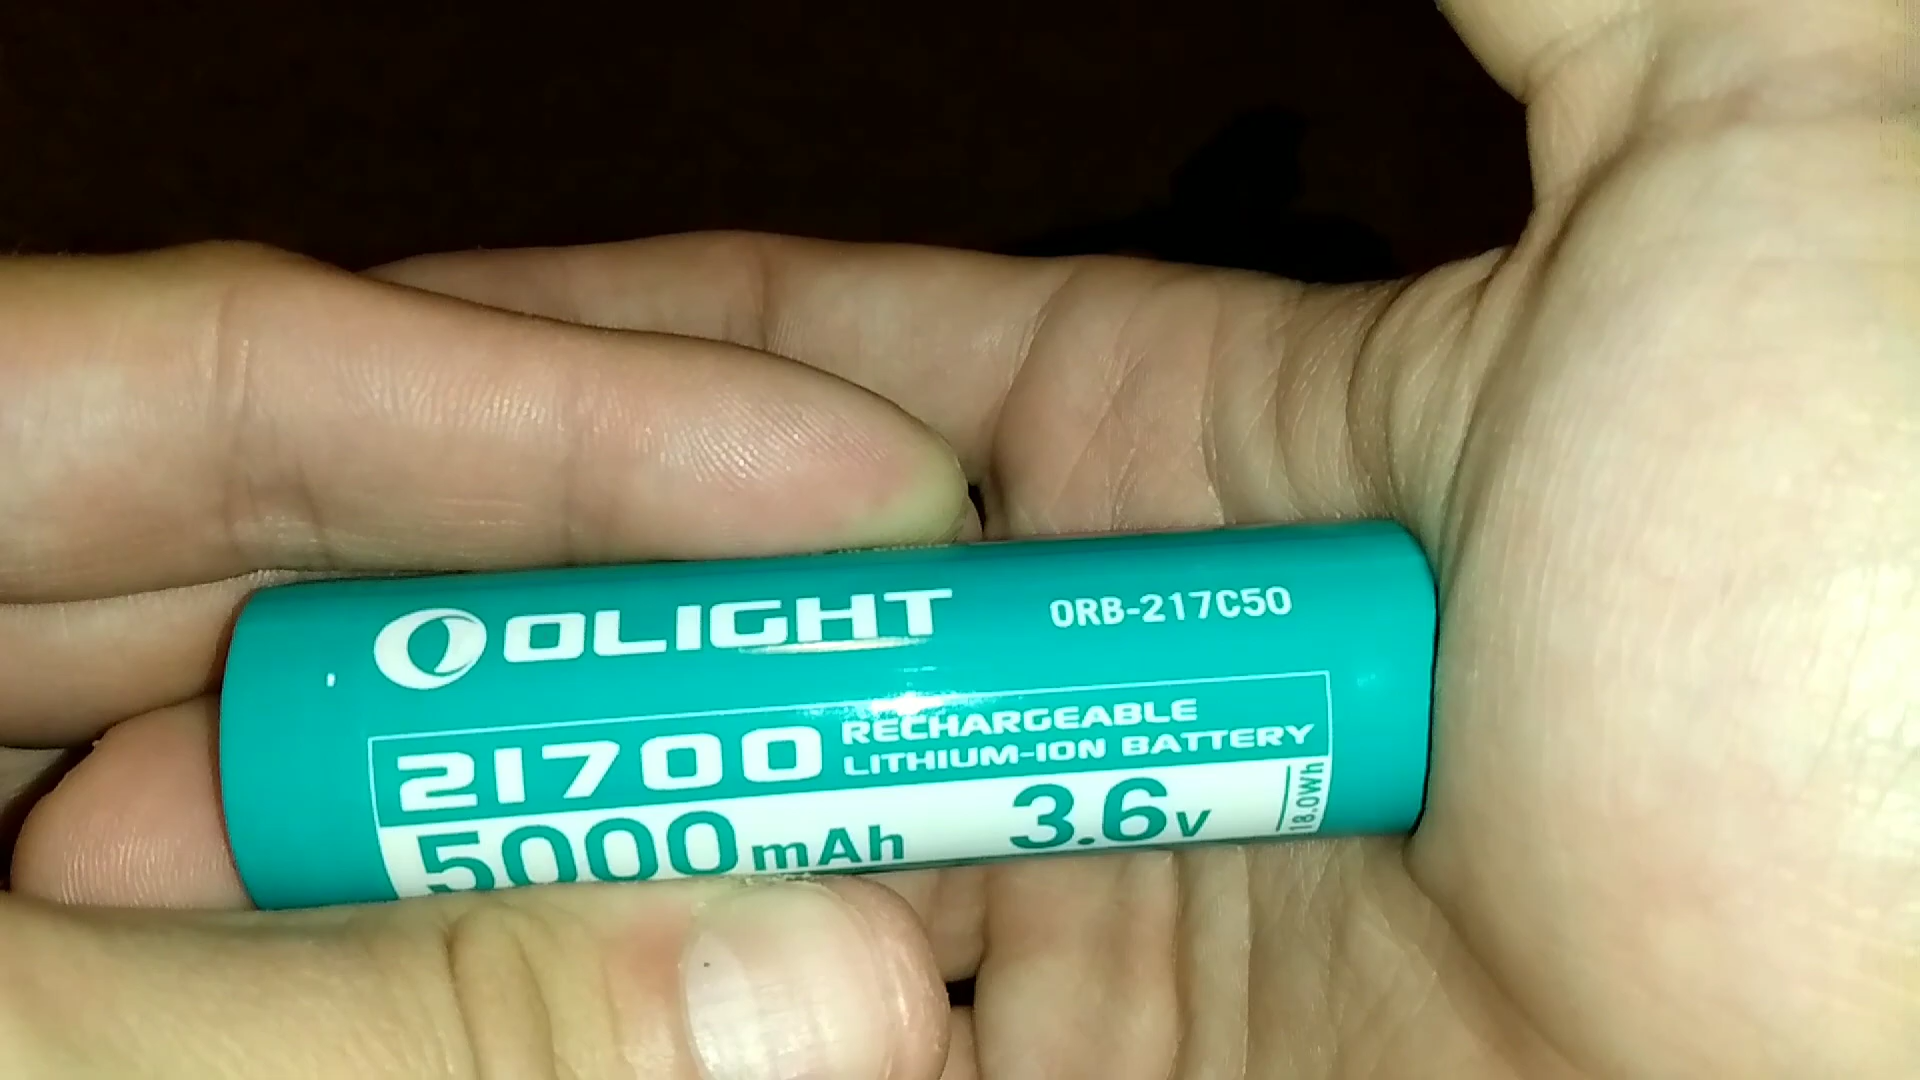 OLIGHT
ORB-217C50
21700
RECHARGEABLE
LITHIUM-ION BATTERY
5000mAh
3.6v
18.0Wh